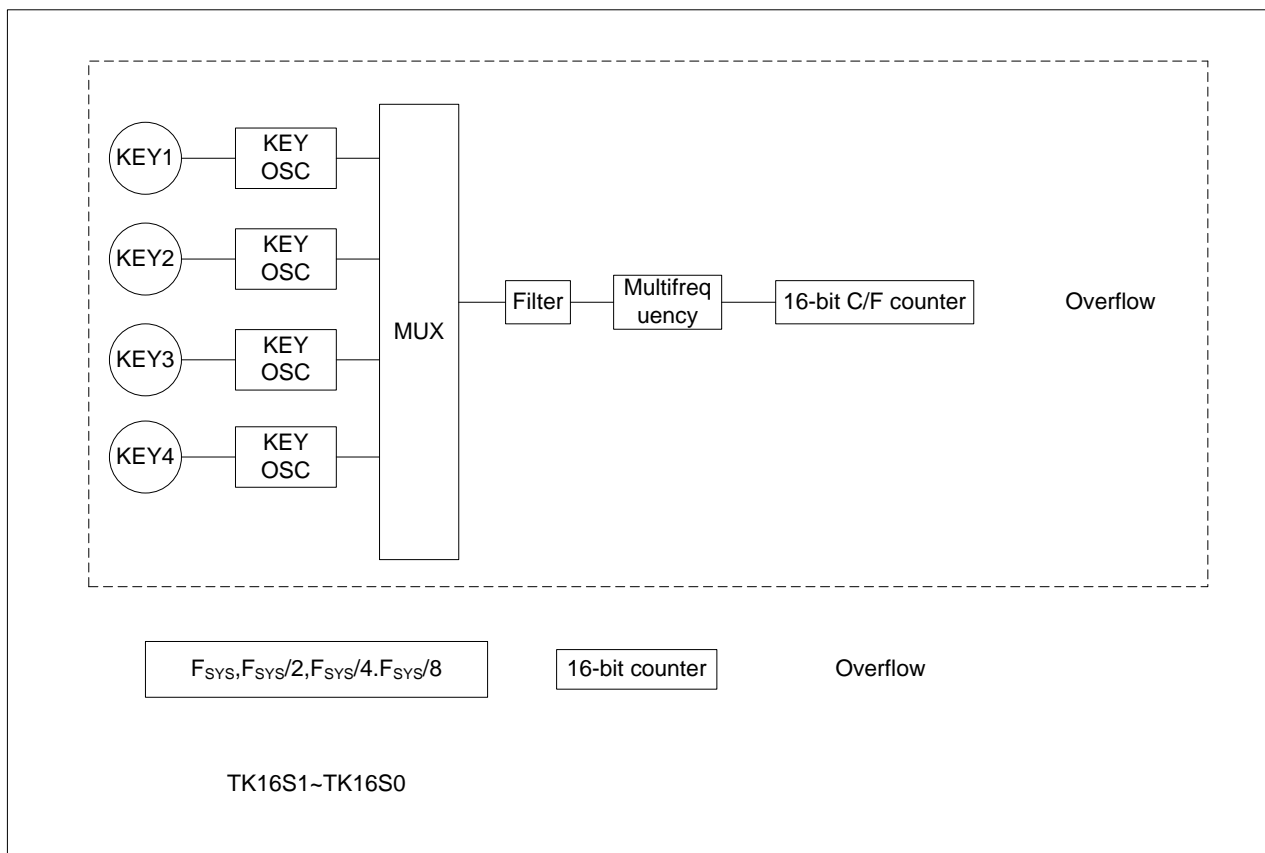 KEY1
KEY
OSC
KEY2
KEY
OSC
KEY3
KEY
OSC
KEY4
KEY
OSC
MUX
Filter
Multifreq
uency
16-bit C/F counter
Overflow
FSYS,FSYS/2,FSYS/4.FSYS/8
16-bit counter
Overflow
TK16S1~TK16S0